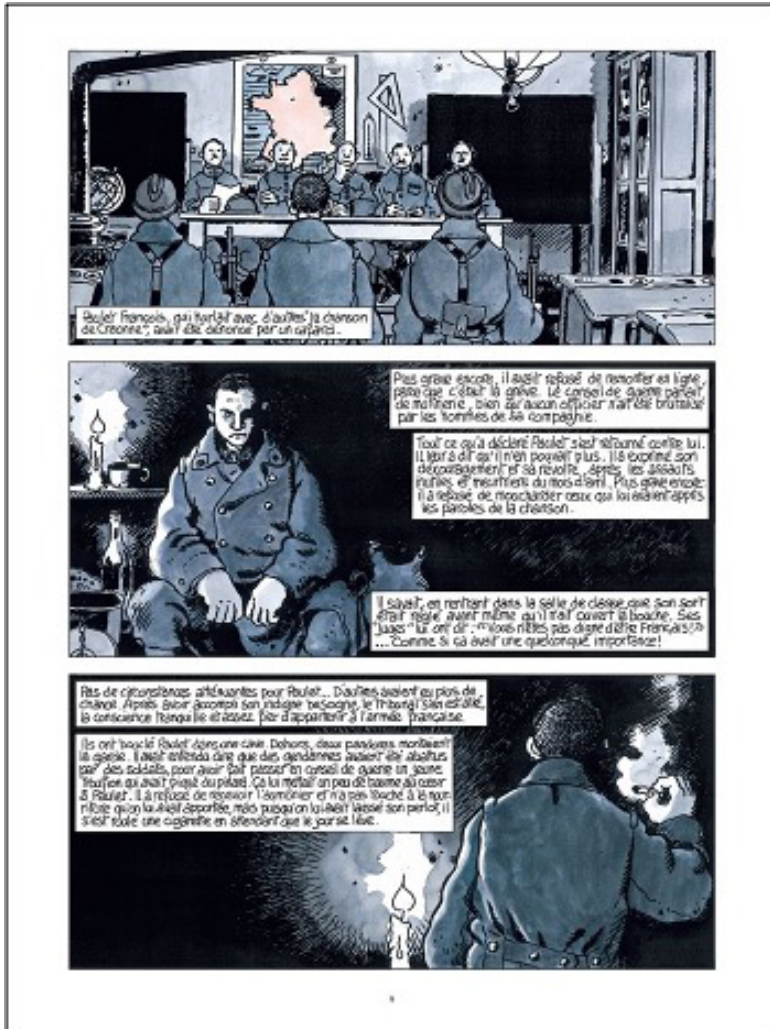 Paulet François, qui hurlait avec d'autres "la chanson
de Craonne", avait été dénoncé par un cafard.
Plus grave encore, il avait refusé de remonter en ligne,
parce que c'était la grève. Le conseil de guerre parlait
de mutinerie, bien qu'aucun officier n'ait été brutalisé
par les hommes de sa compagnie.
Tout ce qu'a déclaré Paulet s'est retourné contre lui.
Il leur a dit qu'il n'en pouvait plus. Il a exprimé son
découragement et sa révolte, après les assauts
inutiles et meurtriers du mois d'avril. Plus grave encore:
il a refusé de moucharder ceux qui lui avaient appris
les paroles de la chanson.
Il savait, en rentrant dans la salle de classe, que son sort
était réglé avant même qu'il n'ait ouvert la bouche. Ses
"juges" lui ont dit: "Vous n'êtes pas digne d'être Français!"
... Comme si ça avait une quelconque importance!
Pas de circonstances atténuantes pour Paulet... D'autres avaient eu plus de
chance. Après avoir accompli son indigne besogne, le tribunal s'en est allé,
la conscience tranquille et assez fier d'appartenir à l'armée française.
Ils ont bouclé Paulet dans une cave. Dehors, deux pandores montaient
la garde. Il avait entendu dire que des gendarmes avaient été abattus
par des soldats, pour avoir fait passer en conseil de guerre un jeune
troufion qui avait piqué du pinard. Ça lui mettait un peu de baume au cœur
à Paulet. Il a refusé de recevoir l'aumônier et n'a pas touché à la nour-
riture qu'on lui avait apportée, mais puisqu'on lui avait laissé son perlot, il
s'est roulé une cigarette en attendant que le jour se lève.